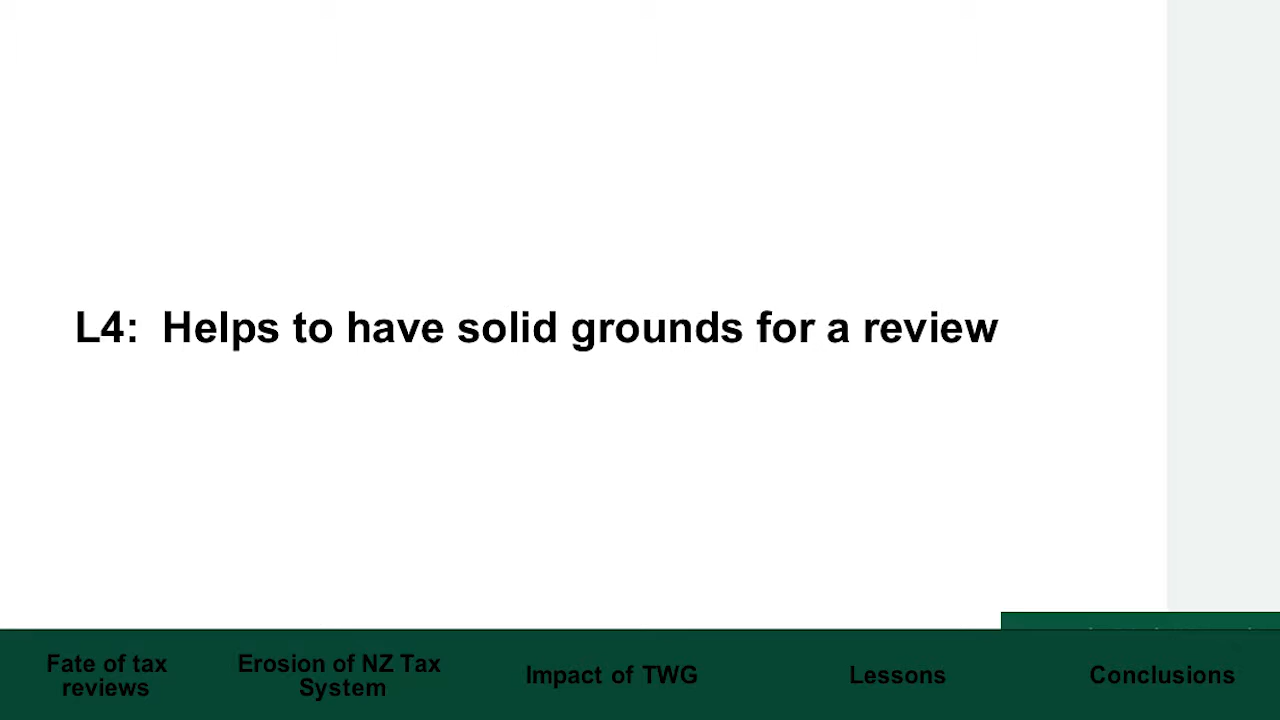 L4: Helps to have solid grounds for a review
Fate of tax
reviews
Erosion of NZ Tax
System
Impact of TWG
Lessons
Conclusions